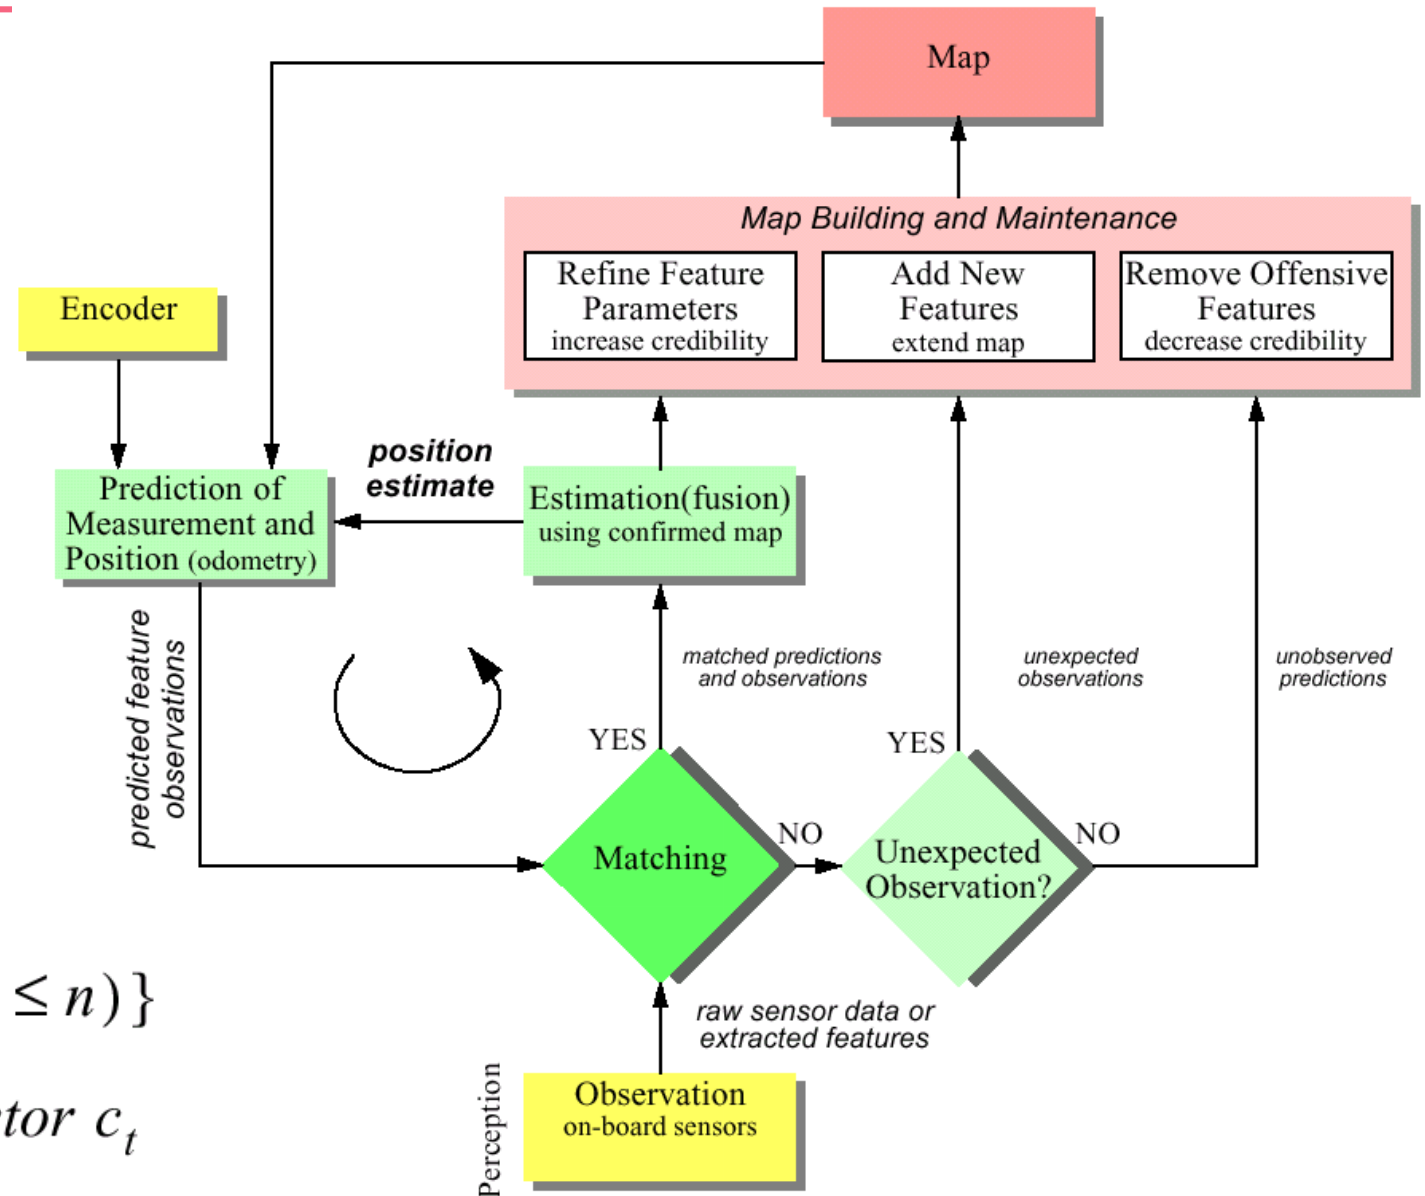 Map
Map Building and Maintenance
Refine Feature
Parameters
increase credibility
Add New
Features
extend map
Remove Offensive
Features
decrease credibility
Encoder
position
estimate
Prediction of
Measurement and
Position (odometry)
Estimation(fusion)
using confirmed map
predicted feature
observations
matched predictions
and observations
unexpected
observations
unobserved
predictions
YES
YES
Matching
NO
Unexpected
Observation?
NO
≤ n)}
raw sensor data or
extracted features
Perception
Observation
on-board sensors
tor c_t